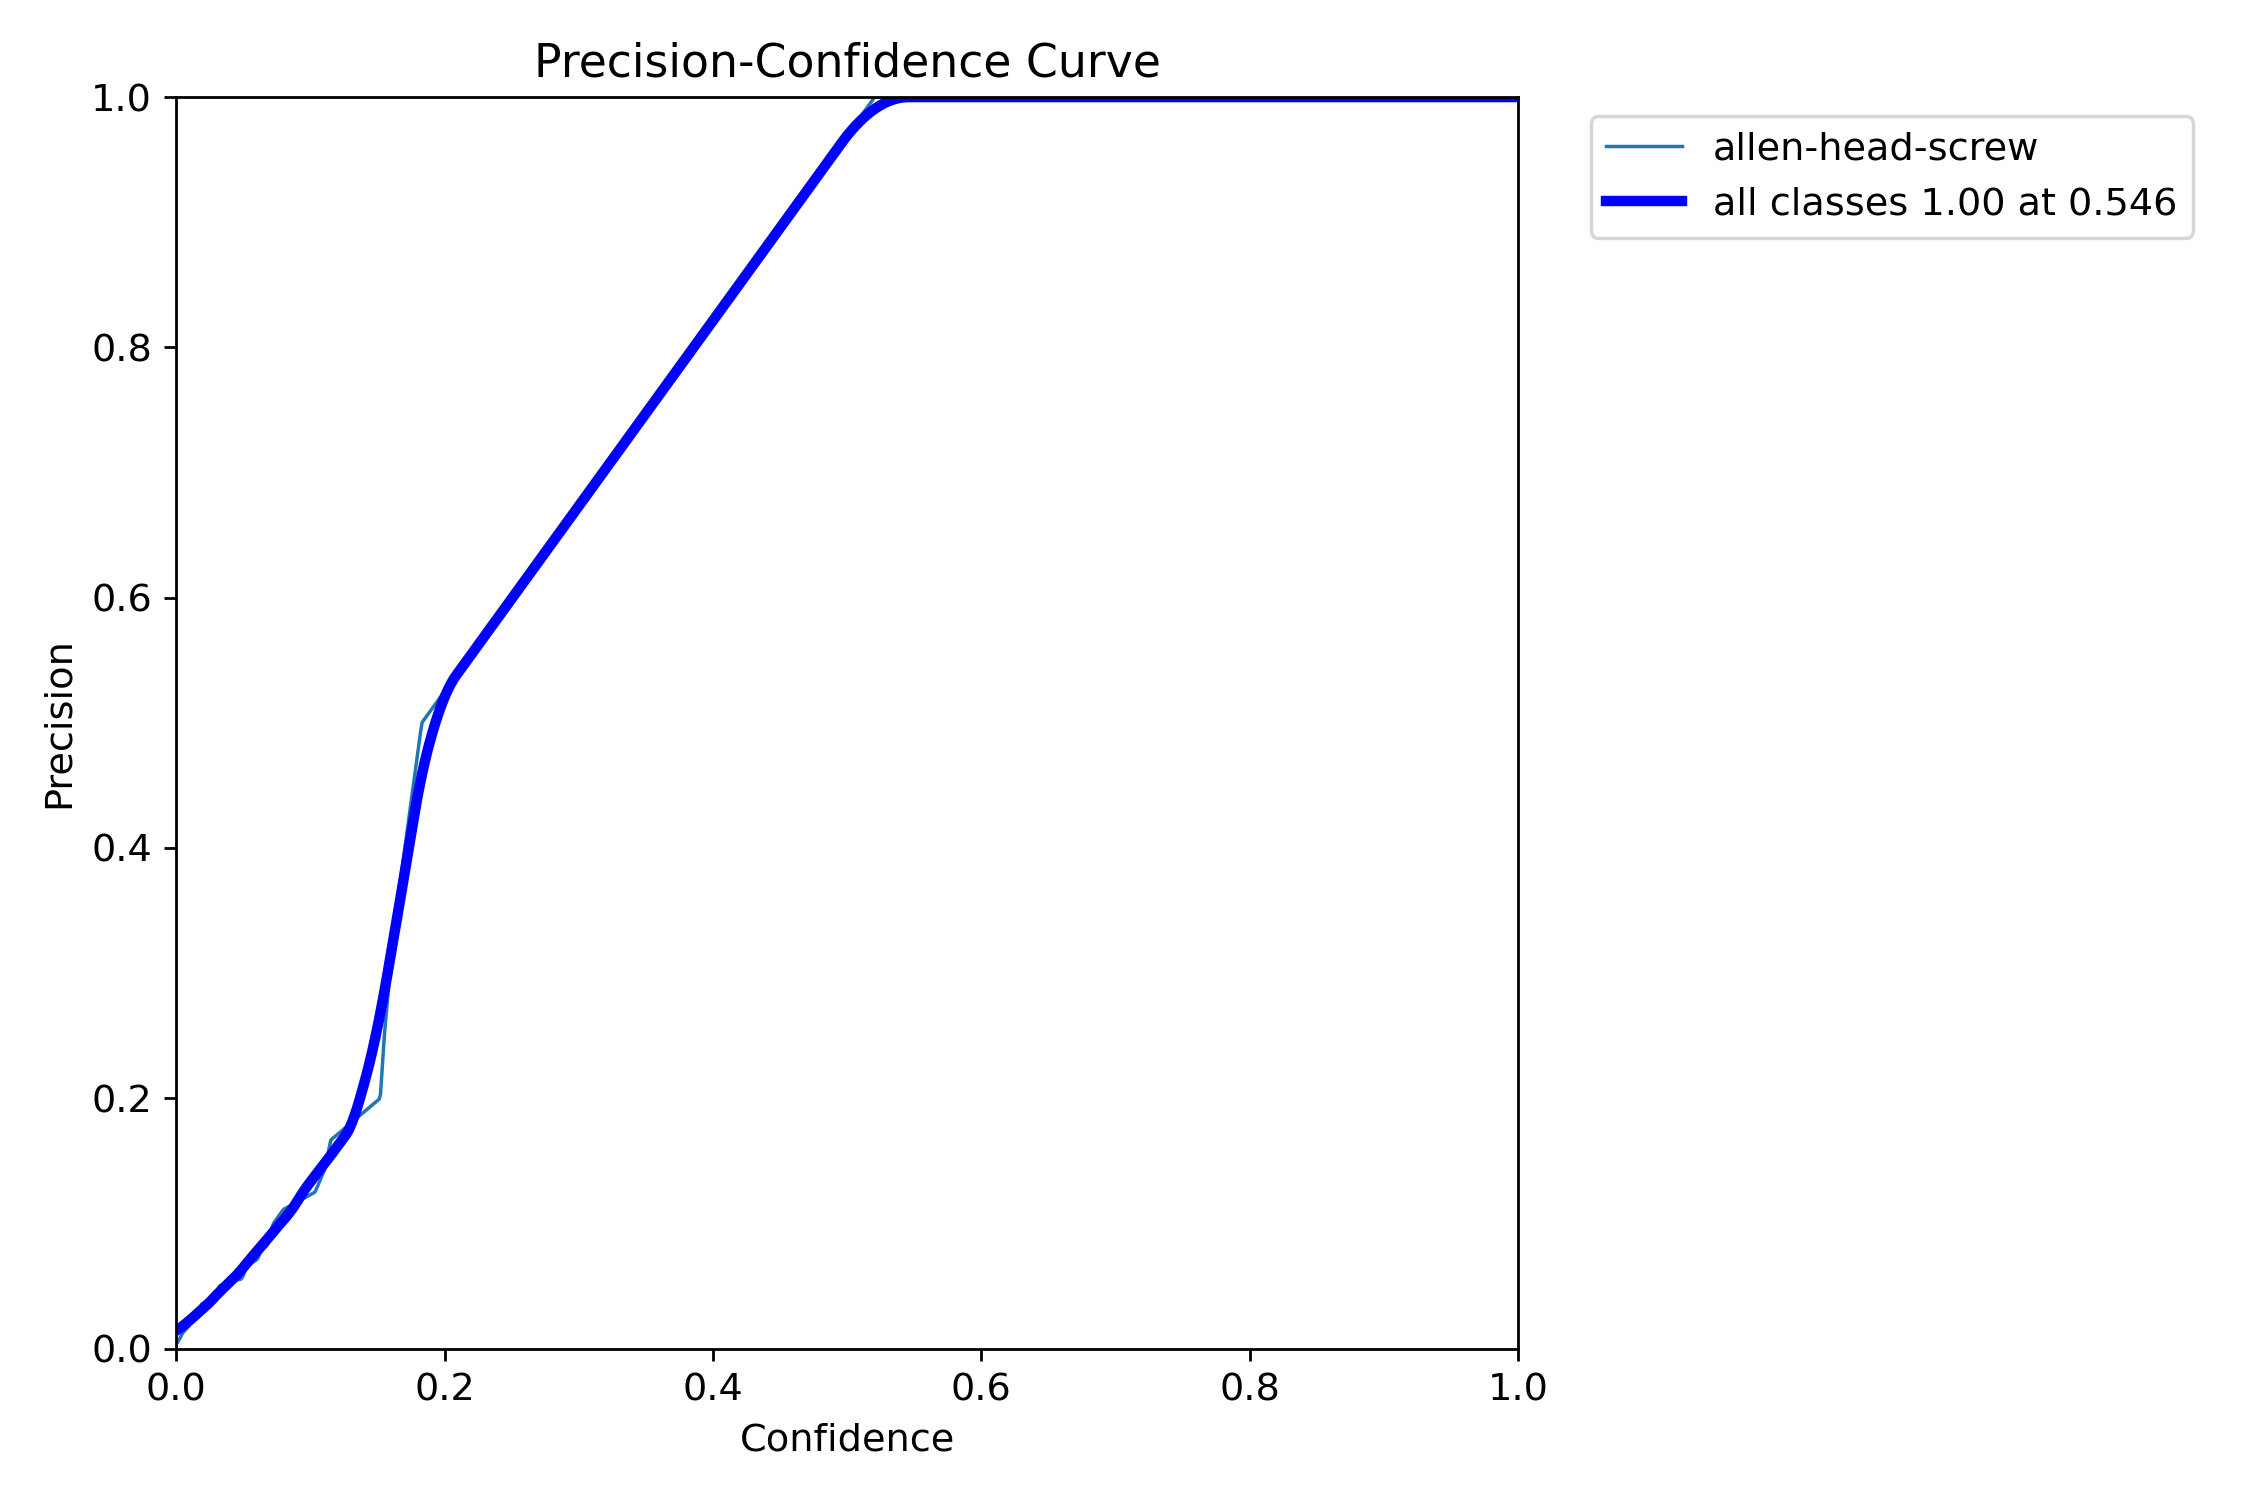 Precision-Confidence Curve
1.0
0.8
0.6
0.4
0.2
0.0
Precision
0.0 0.2 0.4 0.6 0.8 1.0
Confidence
allen-head-screw
all classes 1.00 at 0.546